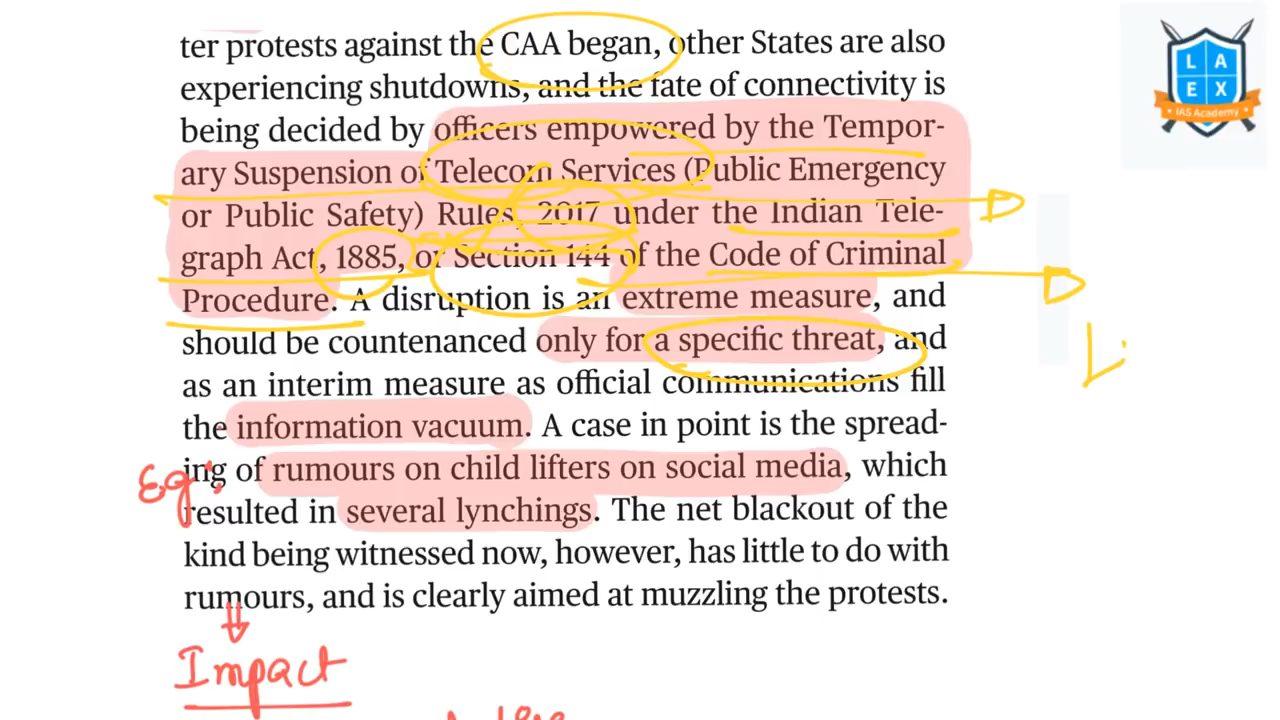 ter protests against the CAA began, other States are also
experiencing shutdowns, and the fate of connectivity is
being decided by officers empowered by the Tempor-
ary Suspension of Telecom Services (Public Emergency
or Public Safety) Rules, 2017 under the Indian Tele-
graph Act, 1885, or Section 144 of the Code of Criminal
Procedure. A disruption is an extreme measure, and
should be countenanced only for a specific threat, and
as an interim measure as official communications fill
the information vacuum. A case in point is the spread-
ing of rumours on child lifters on social media, which
resulted in several lynchings. The net blackout of the
kind being witnessed now, however, has little to do with
rumours, and is clearly aimed at muzzling the protests.
Eg:
Impact
L A
E X
IAS Academy